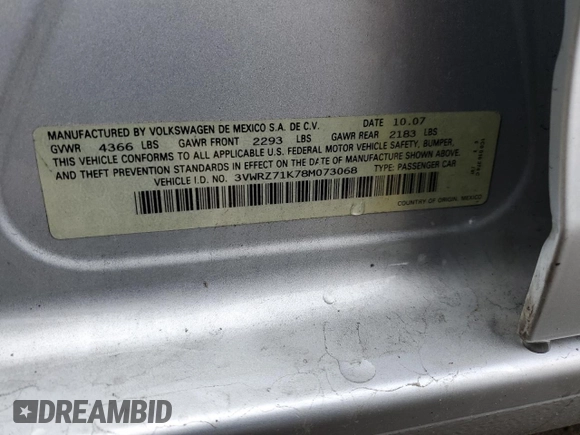 MANUFACTURED BY VOLKSWAGEN DE MEXICO S.A. DE C.V. DATE 10.07
GVWR 4366 LBS GAWR FRONT 2293 LBS GAWR REAR 2183 LBS
THIS VEHICLE CONFORMS TO ALL APPLICABLE U.S. FEDERAL MOTOR VEHICLE SAFETY, BUMPER,
AND THEFT PREVENTION STANDARDS IN EFFECT ON THE DATE OF MANUFACTURE SHOWN ABOVE.
VEHICLE I.D. NO. 3VWRZ71K78M073068 TYPE: PASSENGER CAR
COUNTRY OF ORIGIN: MEXICO
DREAMBID